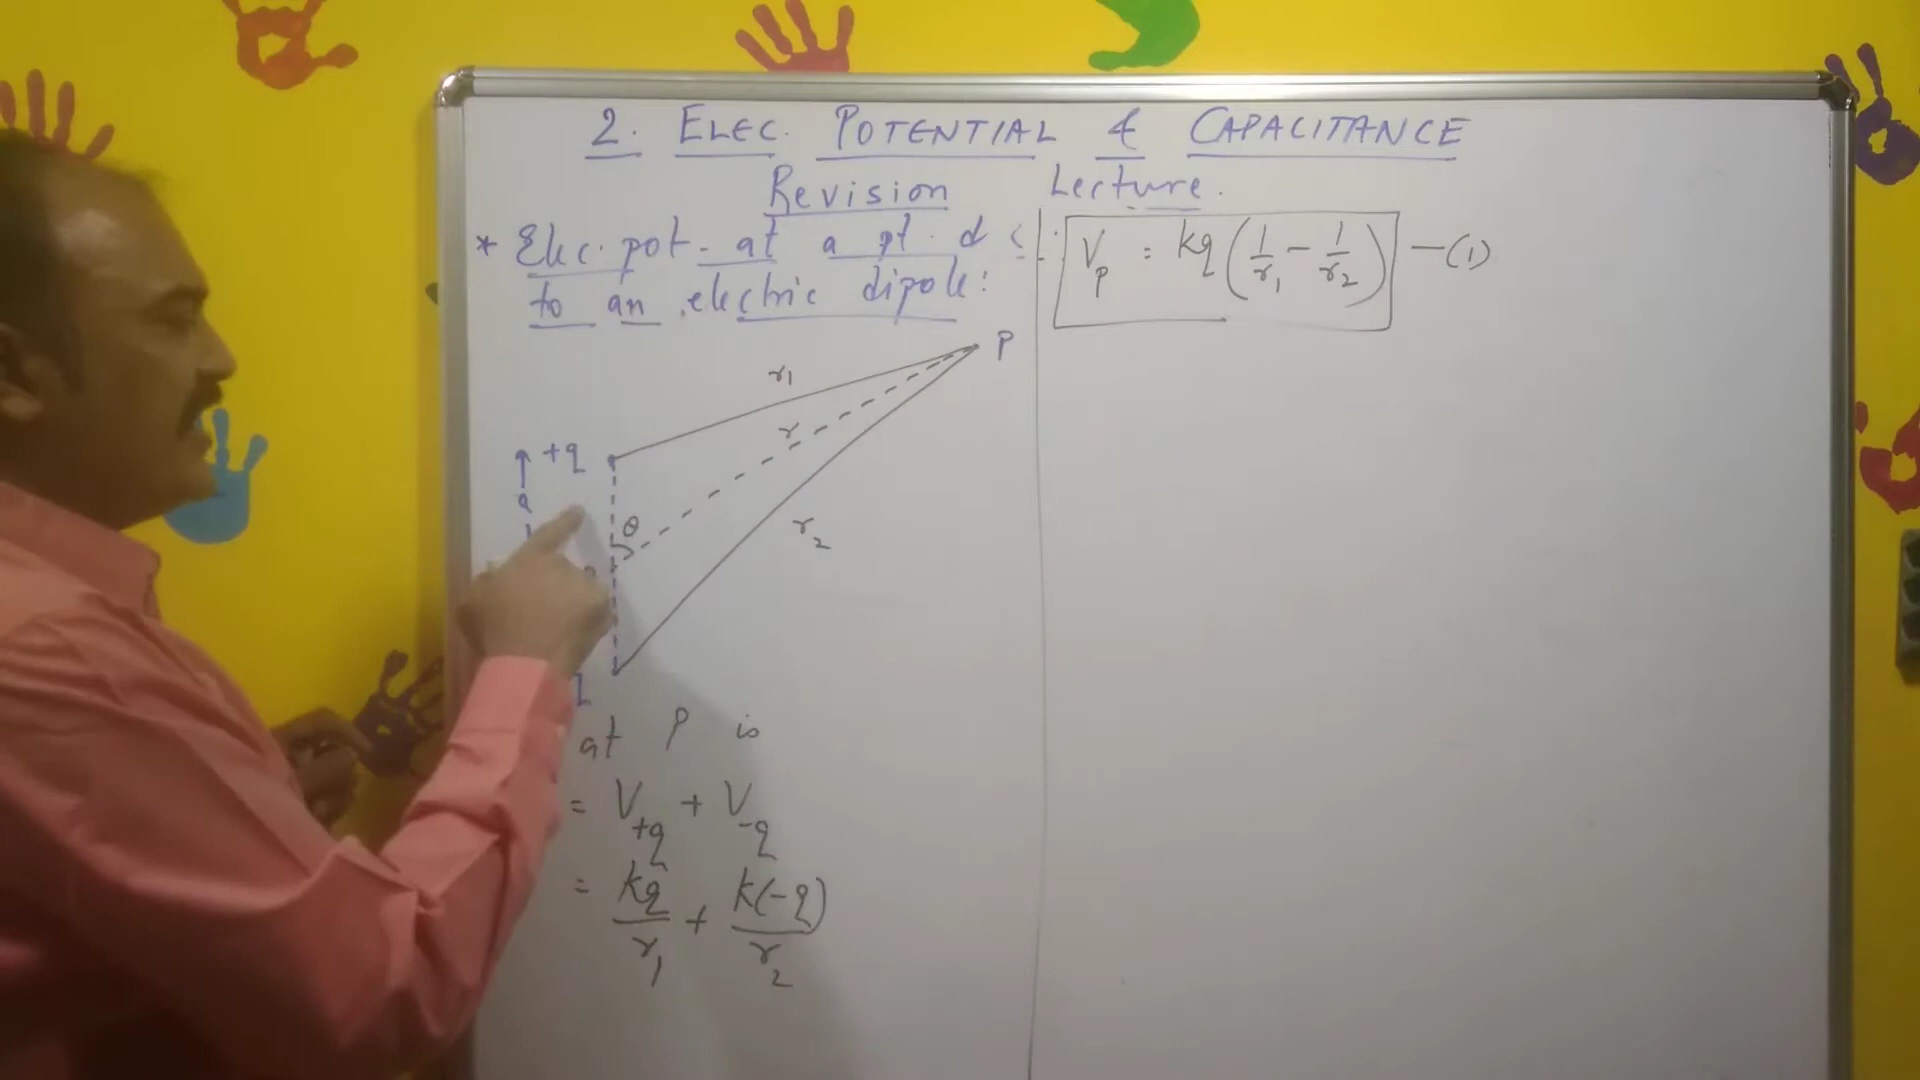 2. ELEC. POTENTIAL & CAPACITANCE
Revision Lecture.
* Elec. pot. at a pt. d
to an electric dipole:
P
r1
r
+q
a
θ
r2
at P is
= V+q + V-q
= kq/r1 + k(-q)/r2
Vp = kq (1/r1 - 1/r2) —(1)